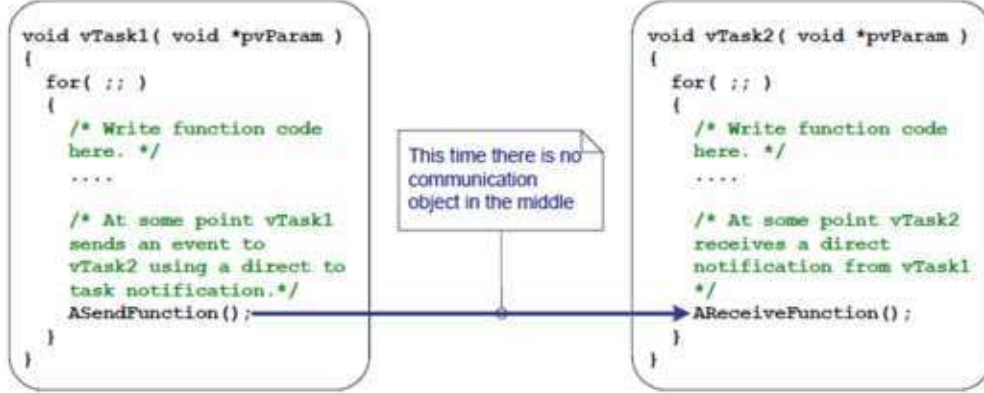 void vTask1( void *pvParam )
{
for( ;; )
{
/* Write function code
here. */
....
/* At some point vTask1
sends an event to
vTask2 using a direct to
task notification.*/
ASendFunction();
}
}
This time there is no
communication
object in the middle
void vTask2( void *pvParam )
{
for( ;; )
{
/* Write function code
here. */
....
/* At some point vTask2
receives a direct
notification from vTask1
*/
AReceiveFunction();
}
}